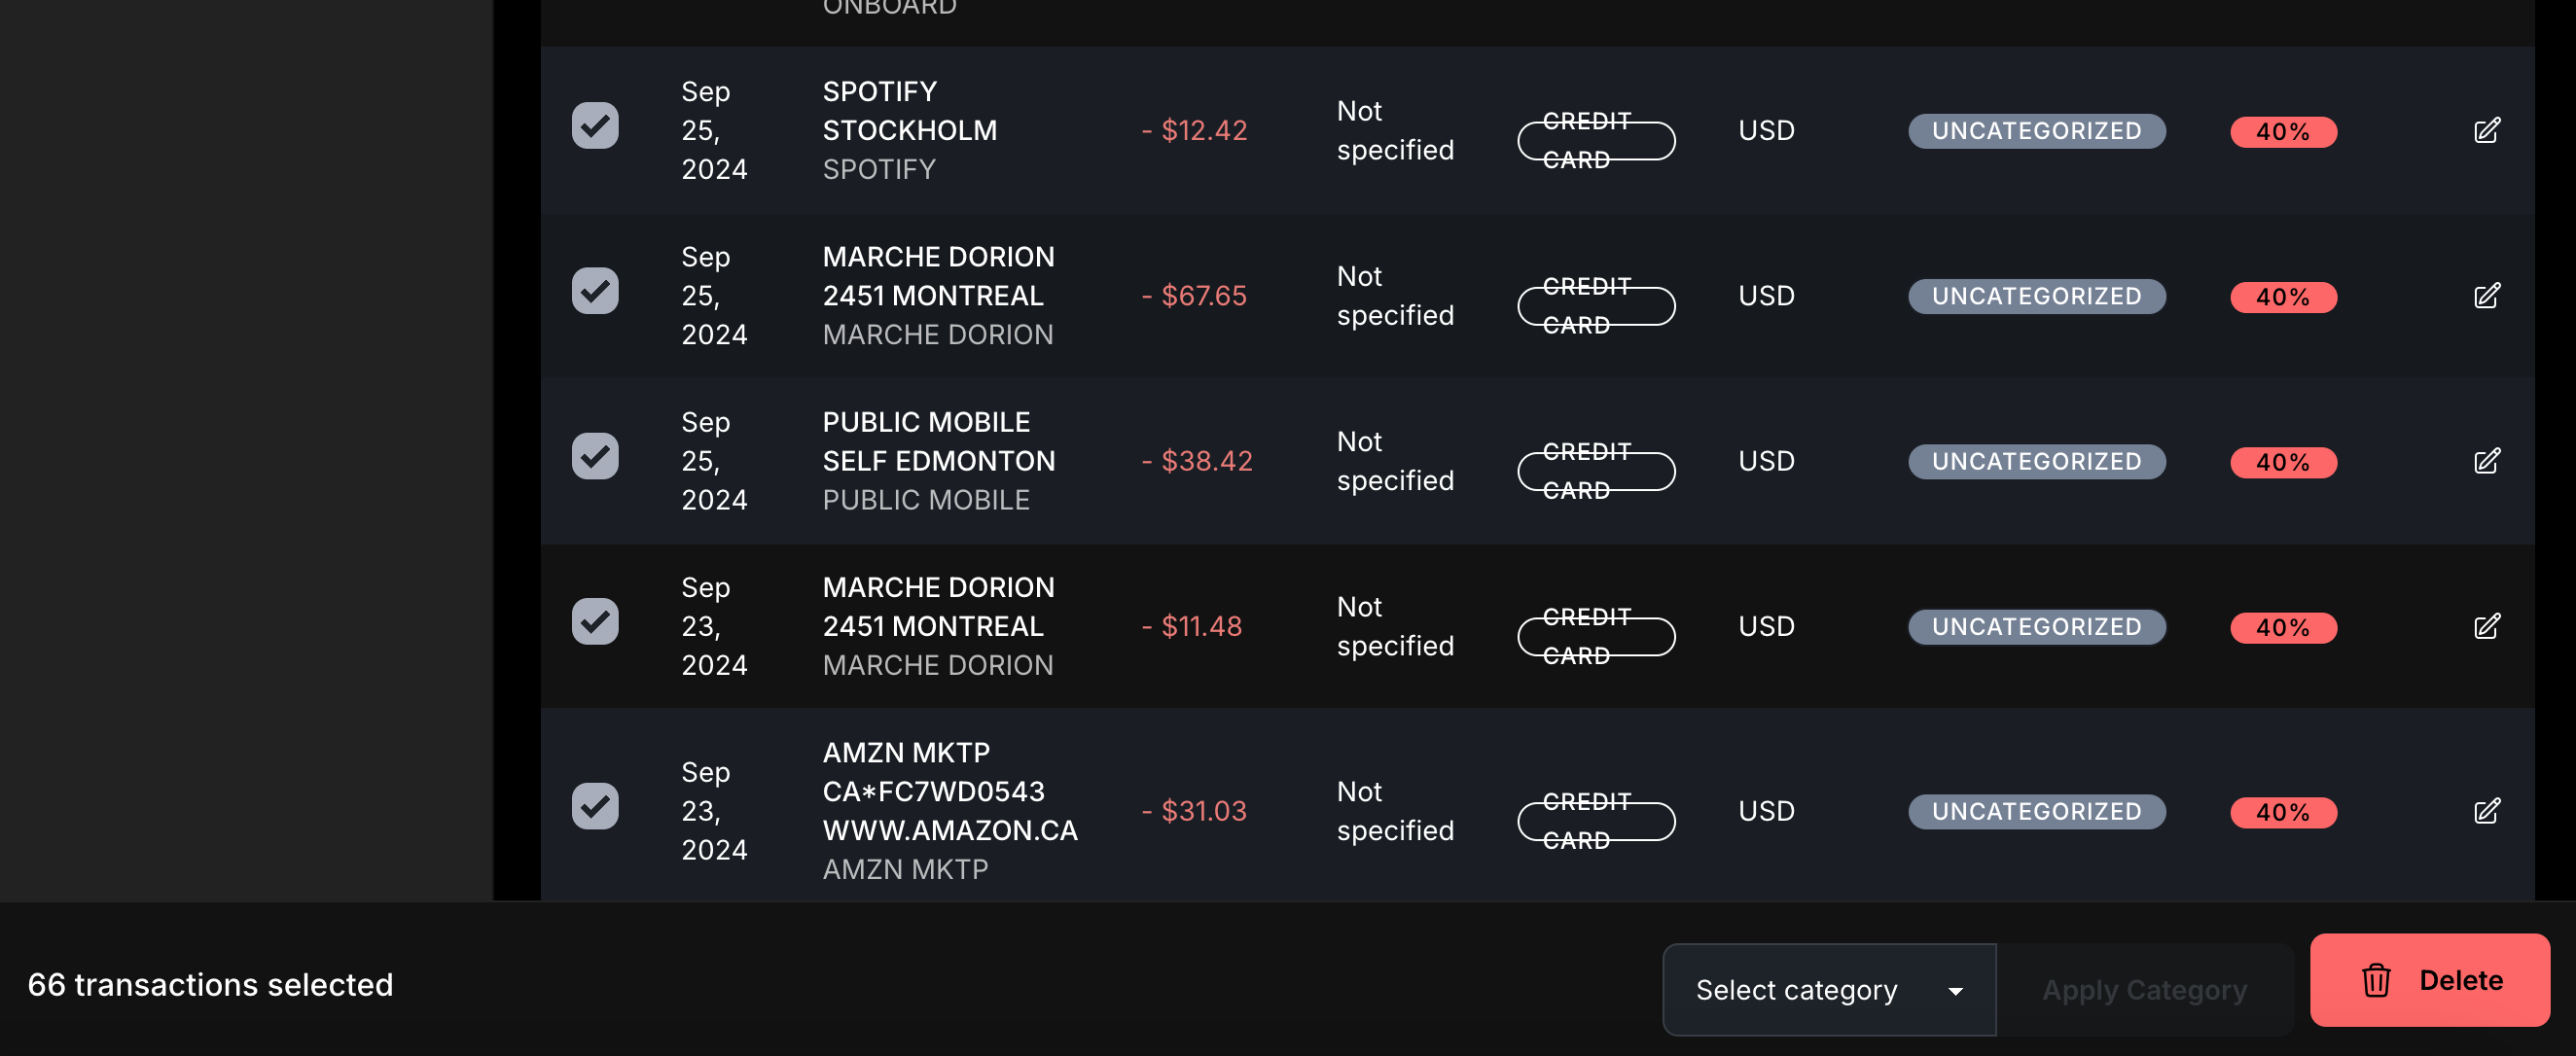 ONBOARD
Sep
25,
2024
SPOTIFY
STOCKHOLM
SPOTIFY
- $12.42
Not
specified
CREDIT
CARD
USD
UNCATEGORIZED
40%
Sep
25,
2024
MARCHE DORION
2451 MONTREAL
MARCHE DORION
- $67.65
Not
specified
CREDIT
CARD
USD
UNCATEGORIZED
40%
Sep
25,
2024
PUBLIC MOBILE
SELF EDMONTON
PUBLIC MOBILE
- $38.42
Not
specified
CREDIT
CARD
USD
UNCATEGORIZED
40%
Sep
23,
2024
MARCHE DORION
2451 MONTREAL
MARCHE DORION
- $11.48
Not
specified
CREDIT
CARD
USD
UNCATEGORIZED
40%
Sep
23,
2024
AMZN MKTP
CA*FC7WD0543
WWW.AMAZON.CA
AMZN MKTP
- $31.03
Not
specified
CREDIT
CARD
USD
UNCATEGORIZED
40%
66 transactions selected
Select category
Apply Category
Delete